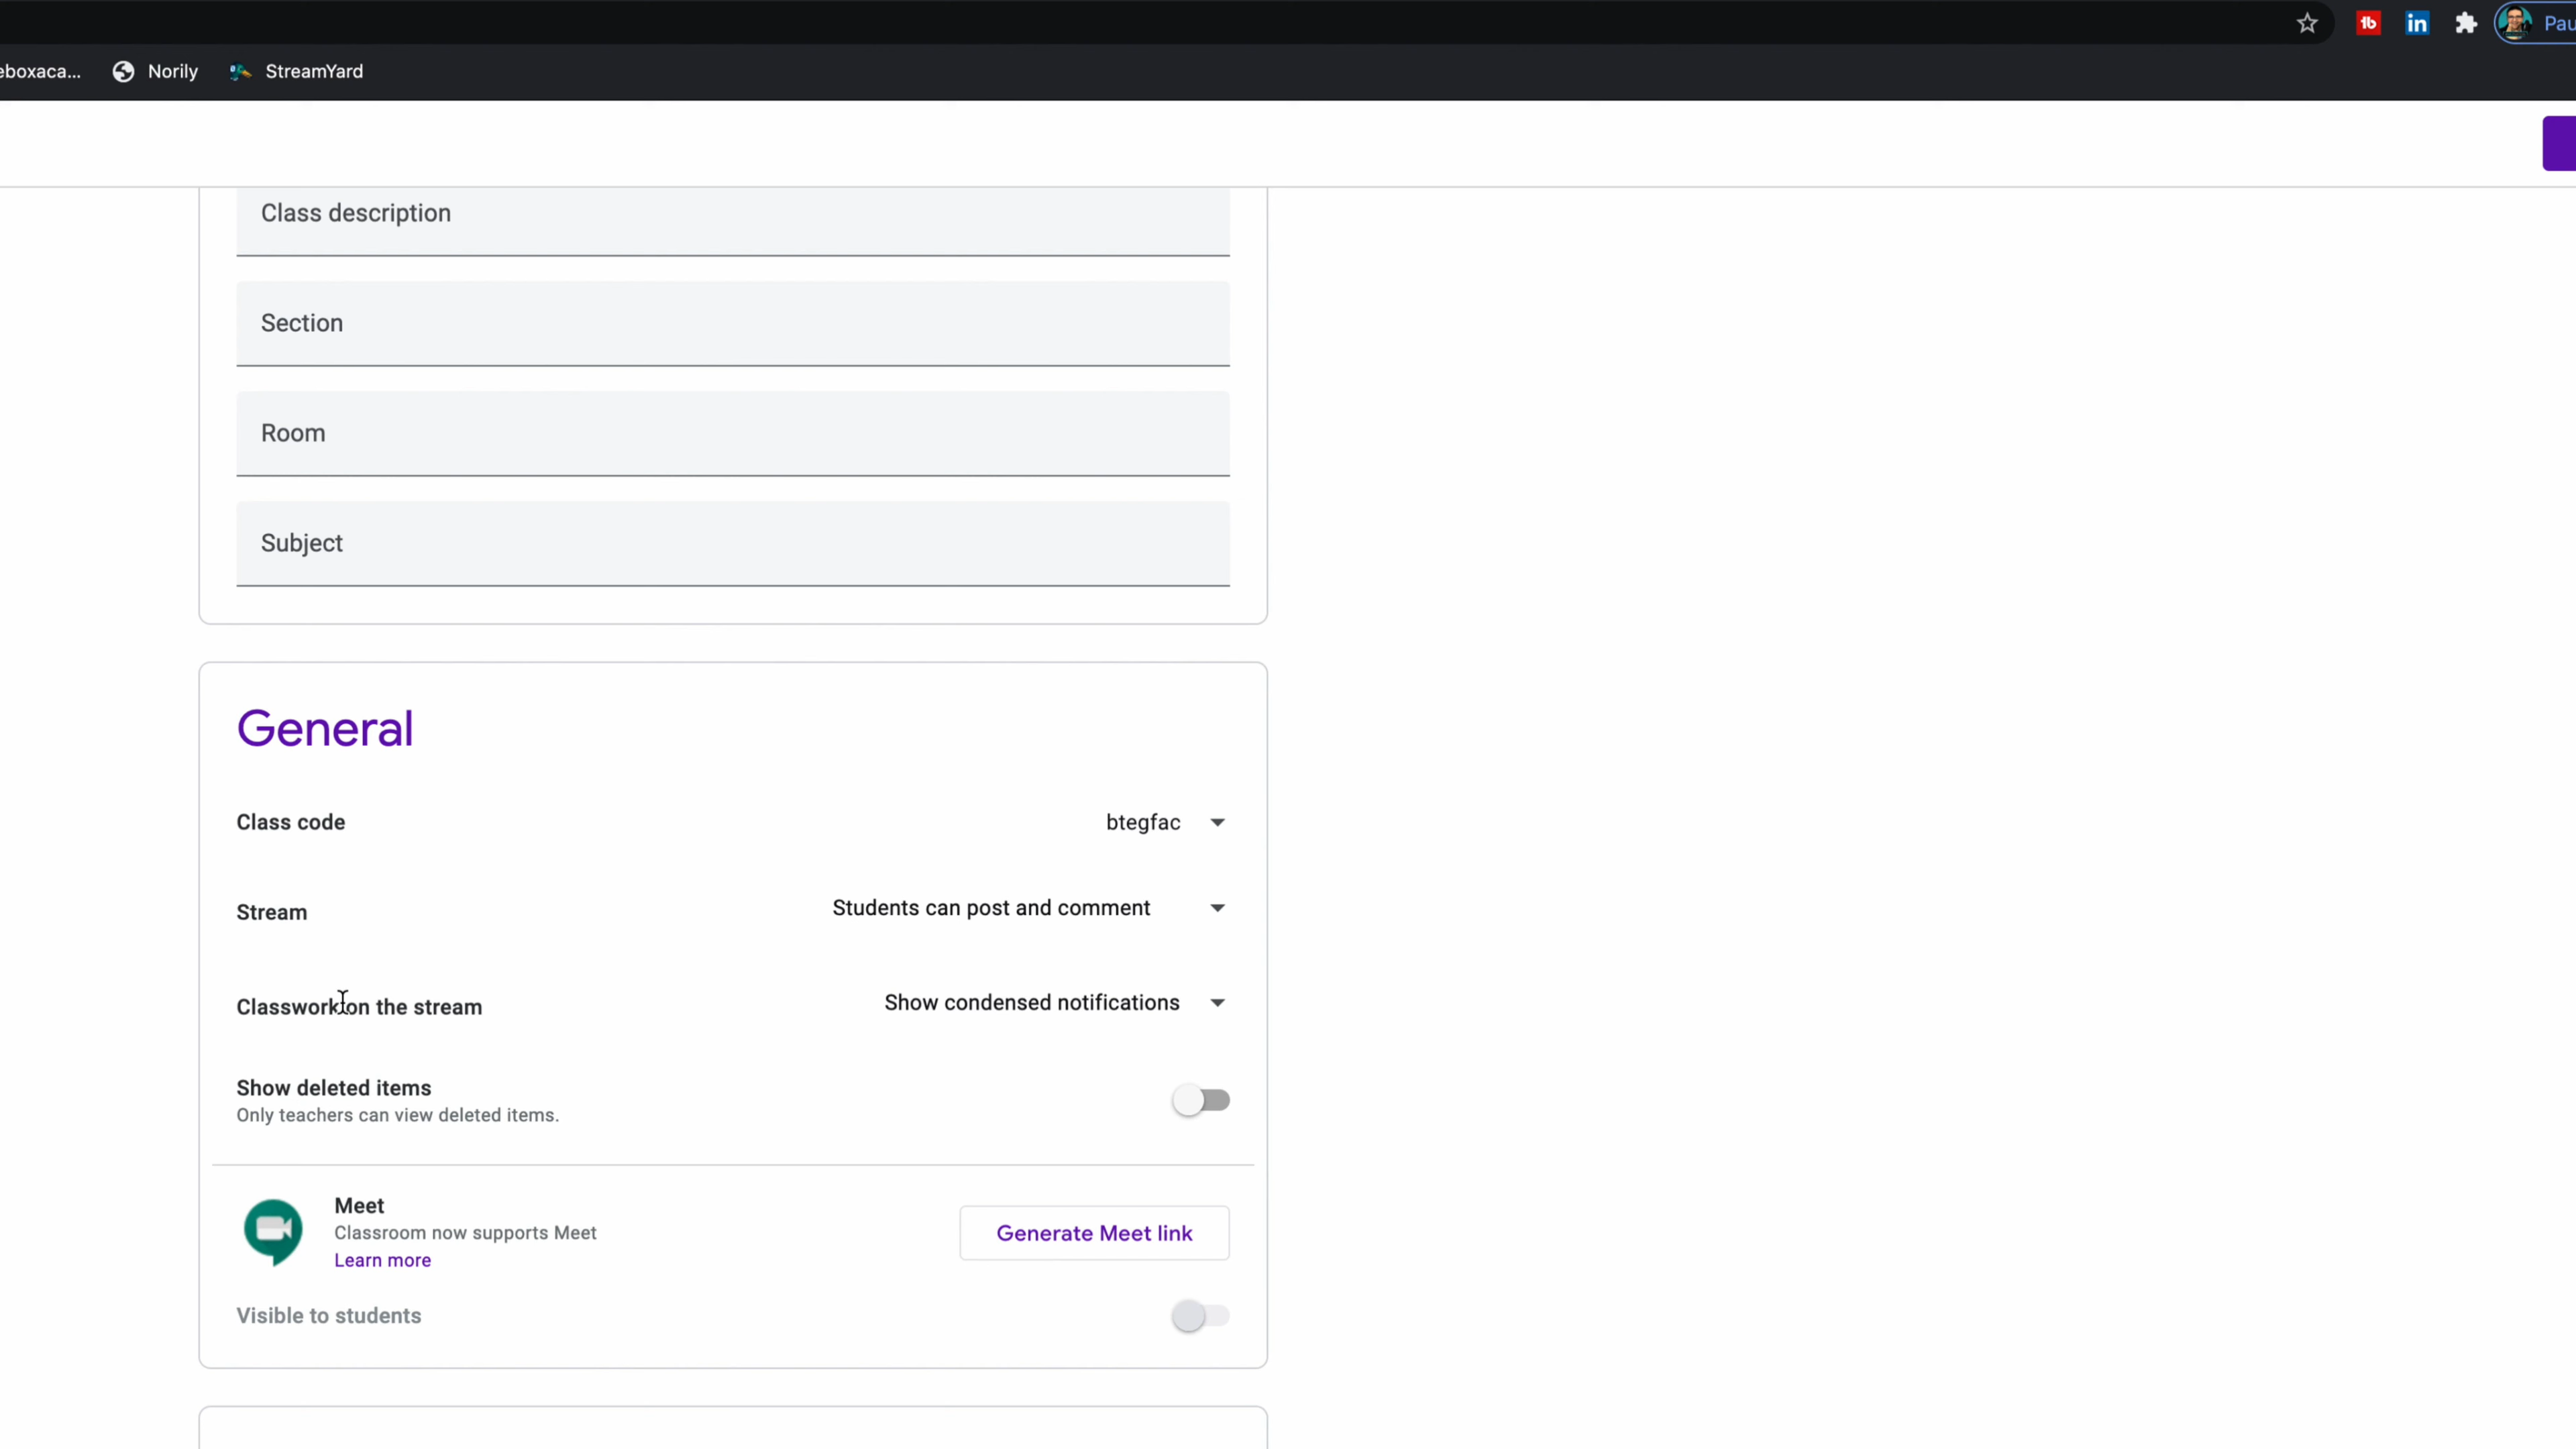 eboxaca... Norily StreamYard
Class description
Section
Room
Subject
General
Class code btegfac
Stream Students can post and comment
Classwork on the stream Show condensed notifications
Show deleted items
Only teachers can view deleted items.
Meet
Classroom now supports Meet
Learn more
Generate Meet link
Visible to students